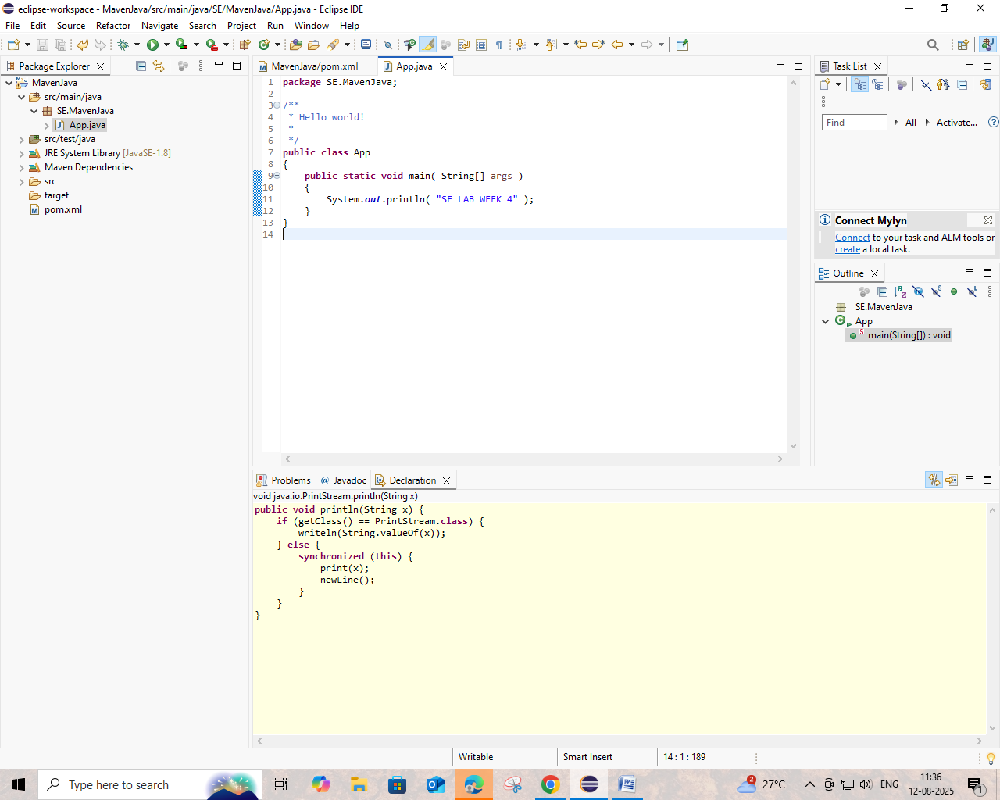 eclipse-workspace - MavenJava/src/main/java/SE/MavenJava/App.java - Eclipse IDE
File Edit Source Refactor Navigate Search Project Run Window Help
Package Explorer
MavenJava
src/main/java
SE.MavenJava
App.java
src/test/java
JRE System Library [JavaSE-1.8]
Maven Dependencies
src
target
pom.xml
MavenJava/pom.xml App.java
1 package SE.MavenJava;
2
3 /**
4 * Hello world!
5 *
6 */
7 public class App
8 {
9 public static void main( String[] args )
10 {
11 System.out.println( "SE LAB WEEK 4" );
12 }
13 }
14
Task List
Find All Activate...
Connect Mylyn
Connect to your task and ALM tools or
create a local task.
Outline
SE.MavenJava
App
main(String[]) : void
Problems @ Javadoc Declaration
void java.io.PrintStream.println(String x)
public void println(String x) {
if (getClass() == PrintStream.class) {
writeln(String.valueOf(x));
} else {
synchronized (this) {
print(x);
newLine();
}
}
}
Writable Smart Insert 14 : 1 : 189
Type here to search
2 27°C ENG 11:36 1
12-08-2025